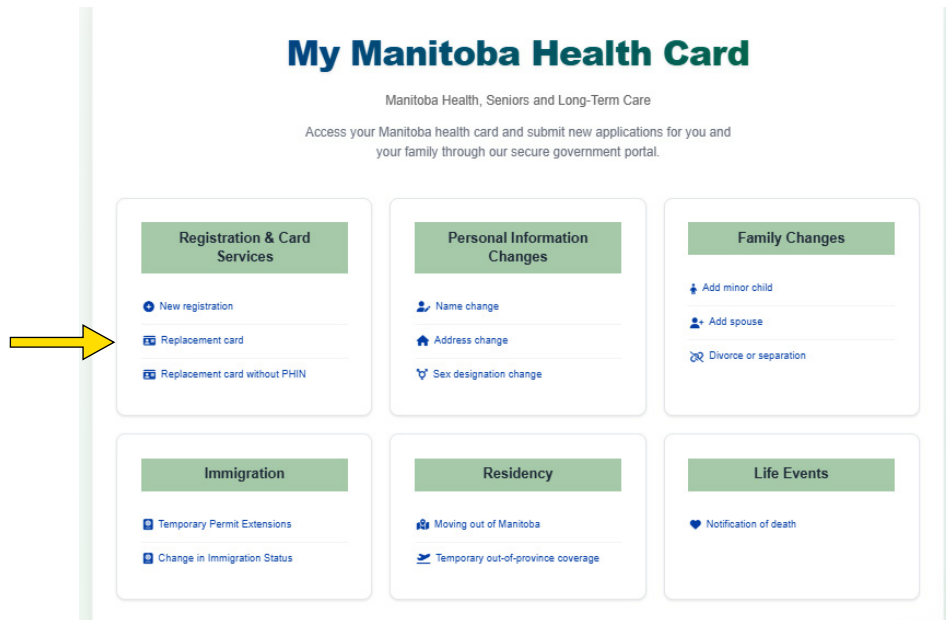 My Manitoba Health Card
Manitoba Health, Seniors and Long-Term Care
Access your Manitoba health card and submit new applications for you and
your family through our secure government portal.
Registration & Card
Services
New registration
Replacement card
Replacement card without PHIN
Personal Information
Changes
Name change
Address change
Sex designation change
Family Changes
Add minor child
Add spouse
Divorce or separation
Immigration
Temporary Permit Extensions
Change in Immigration Status
Residency
Moving out of Manitoba
Temporary out-of-province coverage
Life Events
Notification of death